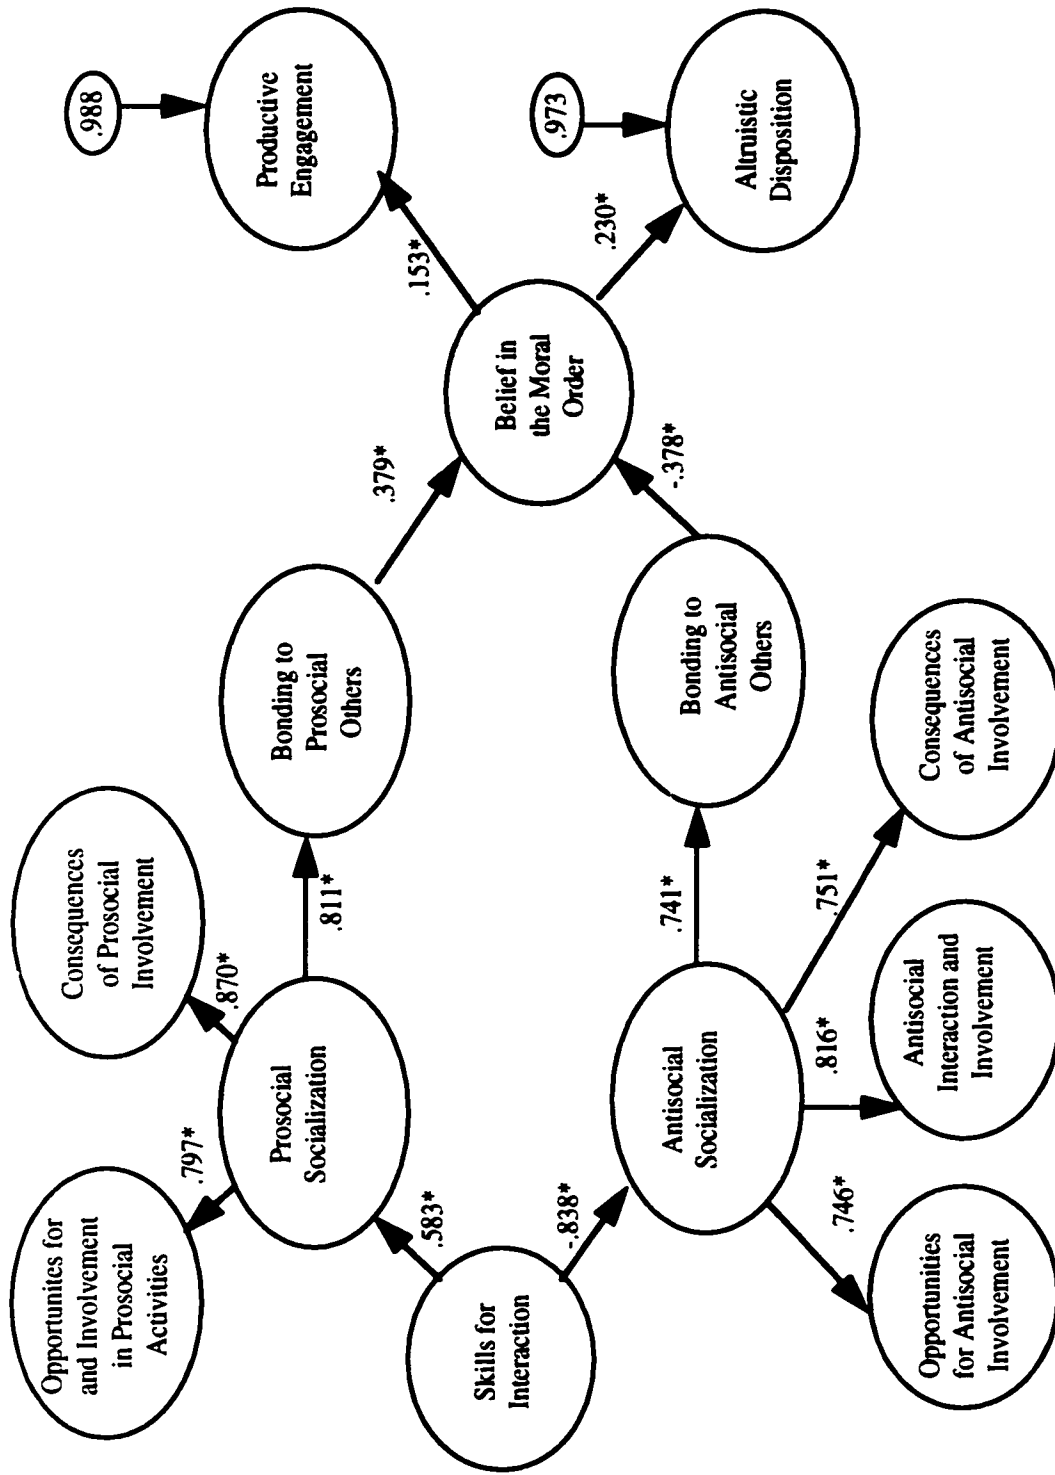 Opportunites for
and Involvement
in Prosocial
Activities
.797*
Consequences
of Prosocial
Involvement
.870*
Prosocial
Socialization
.811*
Bonding to
Prosocial
Others
.379*
.988
Productive
Engagement
.153*
Skills for
Interaction
.583*
-.838*
Belief in
the Moral
Order
.230*
.973
Altruistic
Disposition
Antisocial
Socialization
.741*
Bonding to
Antisocial
Others
-.378*
.746*
.816*
.751*
Opportunities
for Antisocial
Involvement
Antisocial
Interaction and
Involvement
Consequences
of Antisocial
Involvement